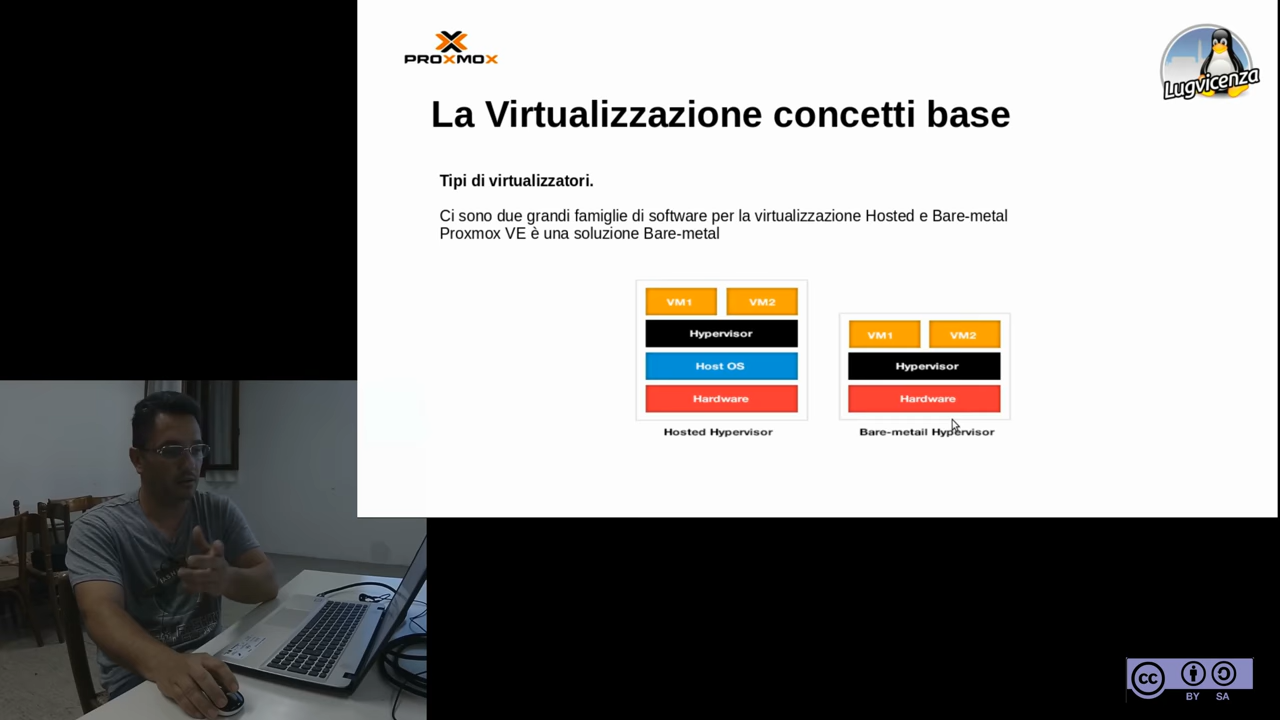 PROXMOX
Lugvicenza
La Virtualizzazione concetti base
Tipi di virtualizzatori.
Ci sono due grandi famiglie di software per la virtualizzazione Hosted e Bare-metal
Proxmox VE è una soluzione Bare-metal
VM1 VM2
Hypervisor
Host OS
Hardware
Hosted Hypervisor
VM1 VM2
Hypervisor
Hardware
Bare-metail Hypervisor
cc
BY SA